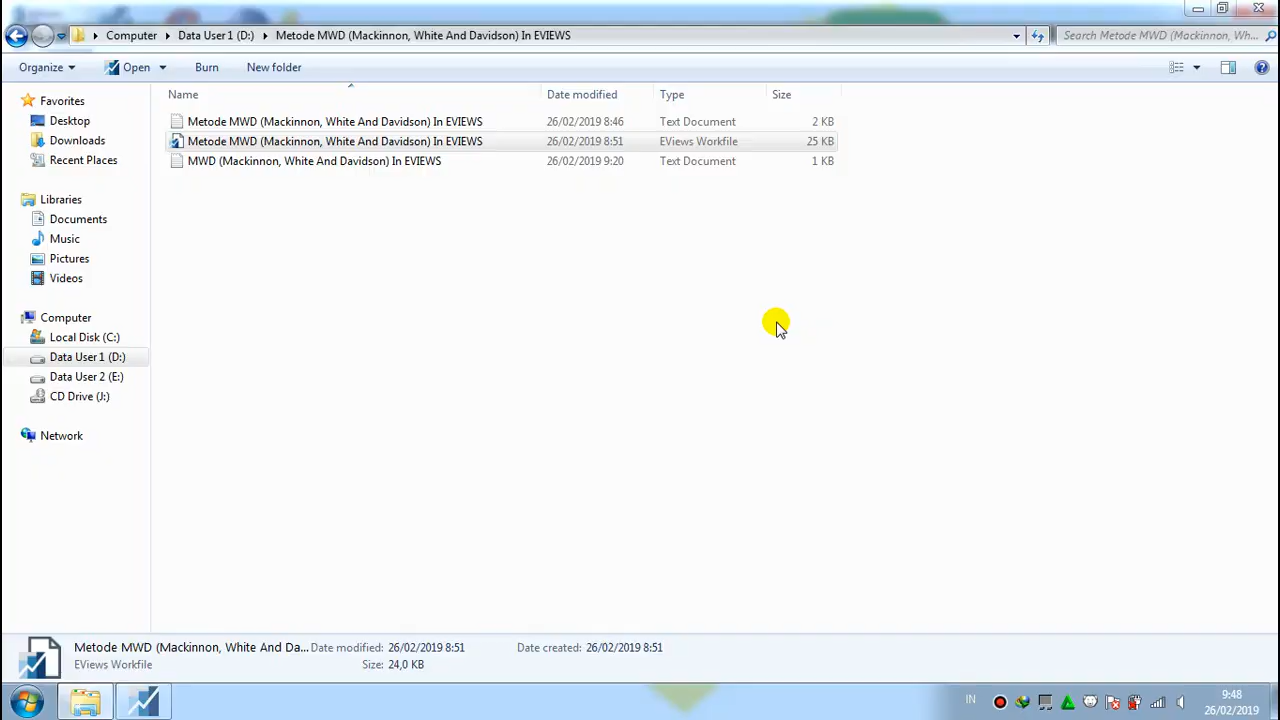 Computer Data User 1 (D:) Metode MWD (Mackinnon, White And Davidson) In EVIEWS Search Metode MWD (Mackinnon, Wh...
Organize Open Burn New folder
Name Date modified Type Size
Favorites
Desktop
Downloads
Recent Places
Libraries
Documents
Music
Pictures
Videos
Computer
Local Disk (C:)
Data User 1 (D:)
Data User 2 (E:)
CD Drive (J:)
Network
Metode MWD (Mackinnon, White And Davidson) In EVIEWS 26/02/2019 8:46 Text Document 2 KB
Metode MWD (Mackinnon, White And Davidson) In EVIEWS 26/02/2019 8:51 EViews Workfile 25 KB
MWD (Mackinnon, White And Davidson) In EVIEWS 26/02/2019 9:20 Text Document 1 KB
Metode MWD (Mackinnon, White And Da... Date modified: 26/02/2019 8:51 Date created: 26/02/2019 8:51
EViews Workfile Size: 24,0 KB
IN 9:48
26/02/2019